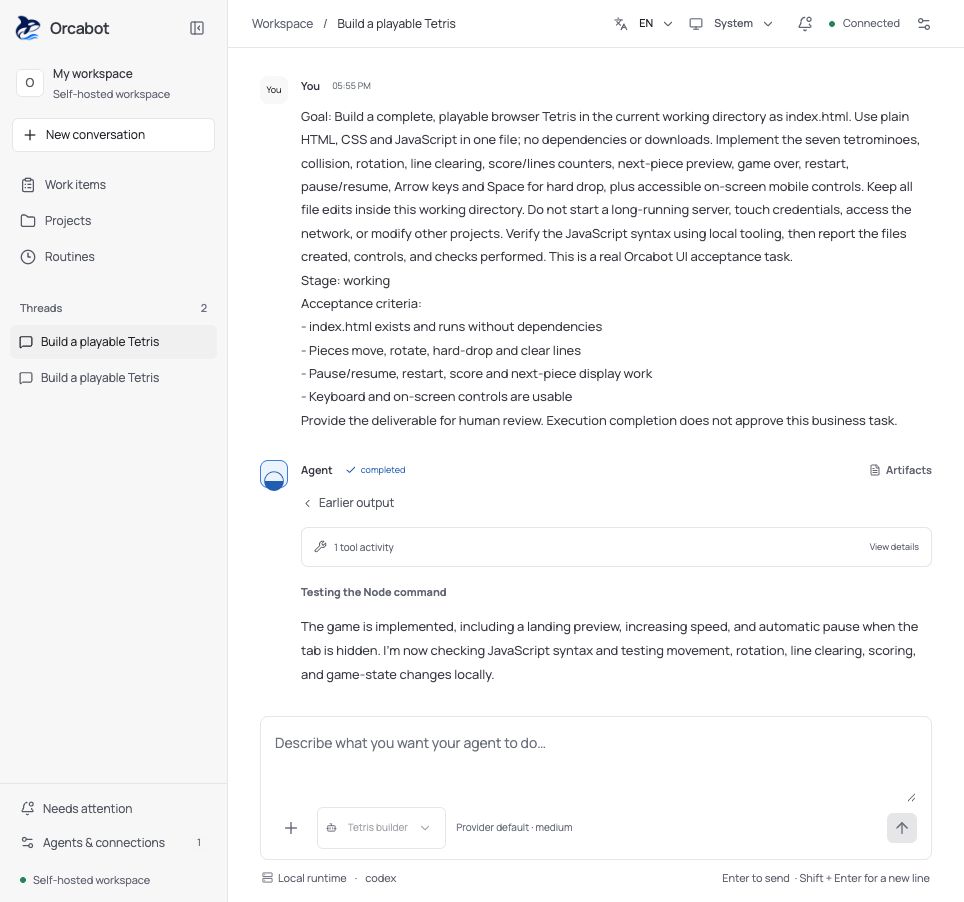 Orcabot
O
My workspace
Self-hosted workspace
New conversation
Work items
Projects
Routines
Threads 2
Build a playable Tetris
Build a playable Tetris
Needs attention
Agents & connections 1
Self-hosted workspace
Workspace / Build a playable Tetris
EN
System
Connected
You
You 05:55 PM
Goal: Build a complete, playable browser Tetris in the current working directory as index.html. Use plain
HTML, CSS and JavaScript in one file; no dependencies or downloads. Implement the seven tetrominoes,
collision, rotation, line clearing, score/lines counters, next-piece preview, game over, restart,
pause/resume, Arrow keys and Space for hard drop, plus accessible on-screen mobile controls. Keep all
file edits inside this working directory. Do not start a long-running server, touch credentials, access the
network, or modify other projects. Verify the JavaScript syntax using local tooling, then report the files
created, controls, and checks performed. This is a real Orcabot UI acceptance task.
Stage: working
Acceptance criteria:
- index.html exists and runs without dependencies
- Pieces move, rotate, hard-drop and clear lines
- Pause/resume, restart, score and next-piece display work
- Keyboard and on-screen controls are usable
Provide the deliverable for human review. Execution completion does not approve this business task.
Agent completed
Artifacts
Earlier output
1 tool activity
View details
Testing the Node command
The game is implemented, including a landing preview, increasing speed, and automatic pause when the
tab is hidden. I'm now checking JavaScript syntax and testing movement, rotation, line clearing, scoring,
and game-state changes locally.
Describe what you want your agent to do...
Tetris builder
Provider default · medium
Local runtime · codex
Enter to send · Shift + Enter for a new line